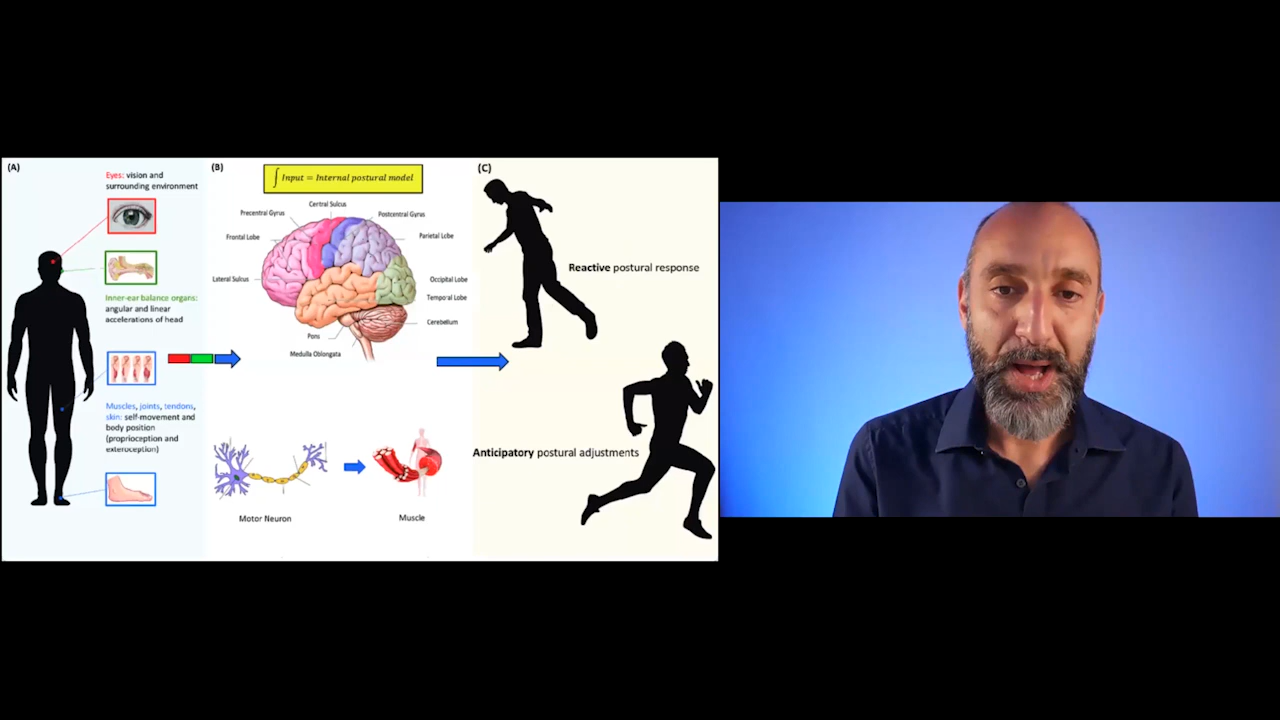 (A)
Eyes: vision and
surrounding environment
Inner-ear balance organs:
angular and linear
accelerations of head
Muscles, joints, tendons,
skin: self-movement and
body position
(proprioception and
exteroception)
(B)
∫ Input = Internal postural model
Central Sulcus
Precentral Gyrus
Postcentral Gyrus
Frontal Lobe
Parietal Lobe
Lateral Sulcus
Occipital Lobe
Temporal Lobe
Cerebellum
Pons
Medulla Oblongata
Motor Neuron
Muscle
(C)
Reactive postural response
Anticipatory postural adjustments